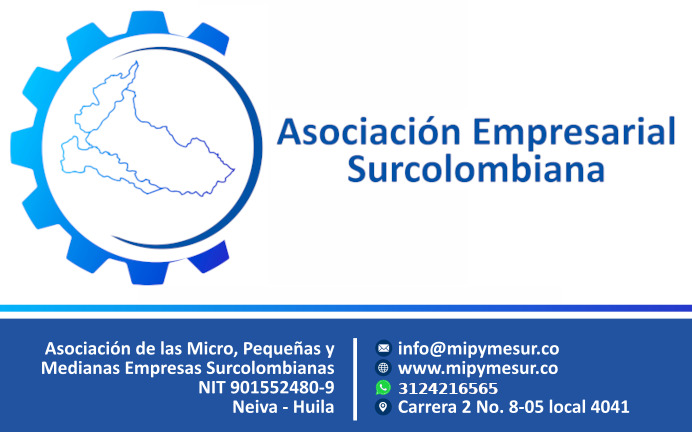 Asociación Empresarial
Surcolombiana
Asociación de las Micro, Pequeñas y
Medianas Empresas Surcolombianas
NIT 901552480-9
Neiva - Huila
info@mipymesur.co
www.mipymesur.co
3124216565
Carrera 2 No. 8-05 local 4041